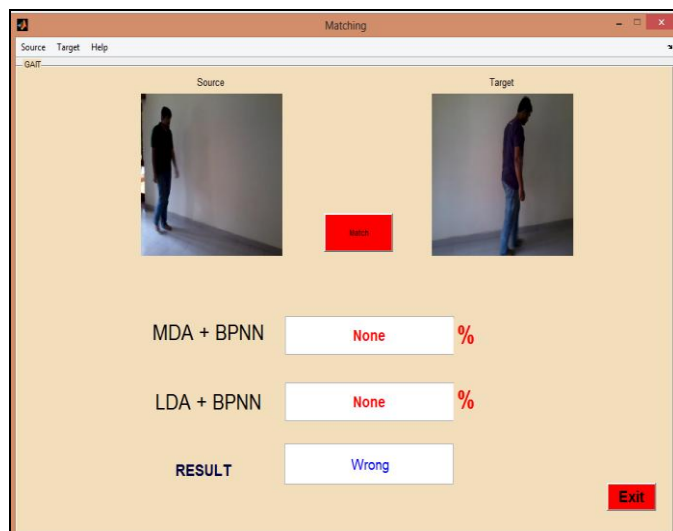 Matching
Source Target Help
GAIT
Source Target
Match
MDA + BPNN None %
LDA + BPNN None %
RESULT Wrong
Exit